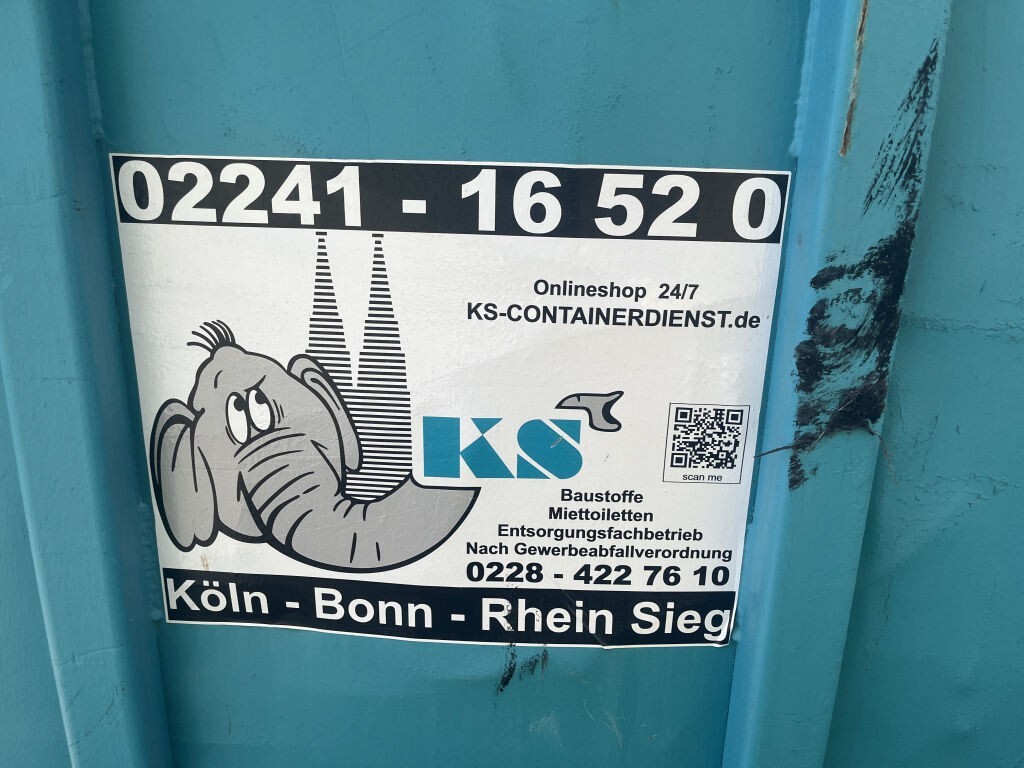 02241 - 16 52 0
Onlineshop 24/7
KS-CONTAINERDIENST.de
KS
scan me
Baustoffe
Miettoiletten
Entsorgungsfachbetrieb
Nach Gewerbeabfallverordnung
0228 - 422 76 10
Köln - Bonn - Rhein Sieg